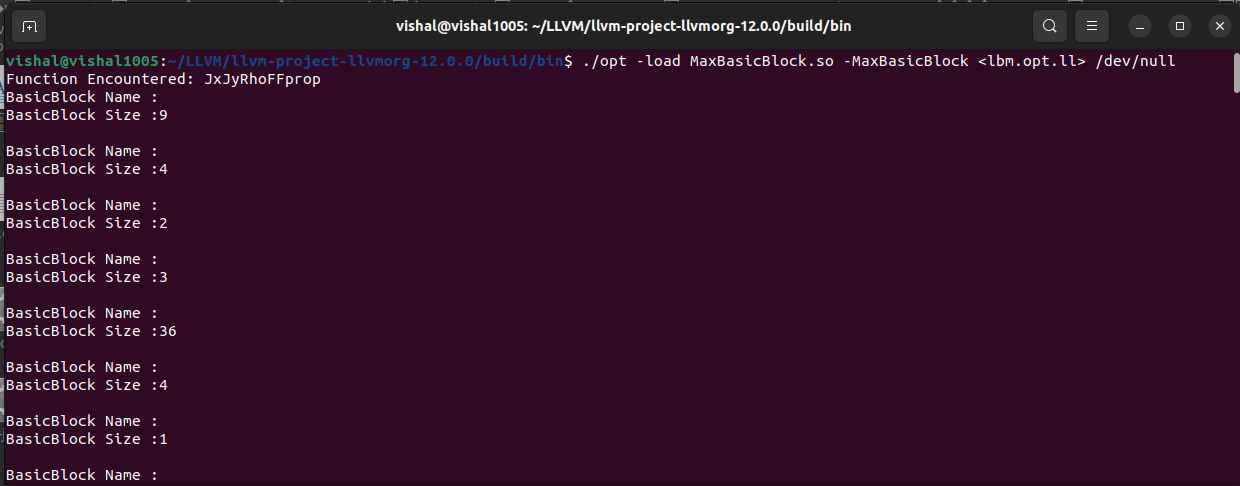 vishal@vishal1005: ~/LLVM/llvm-project-llvmorg-12.0.0/build/bin
vishal@vishal1005:~/LLVM/llvm-project-llvmorg-12.0.0/build/bin$ ./opt -load MaxBasicBlock.so -MaxBasicBlock <lbm.opt.ll> /dev/null
Function Encountered: JxJyRhoFFprop
BasicBlock Name :
BasicBlock Size :9
BasicBlock Name :
BasicBlock Size :4
BasicBlock Name :
BasicBlock Size :2
BasicBlock Name :
BasicBlock Size :3
BasicBlock Name :
BasicBlock Size :36
BasicBlock Name :
BasicBlock Size :4
BasicBlock Name :
BasicBlock Size :1
BasicBlock Name :